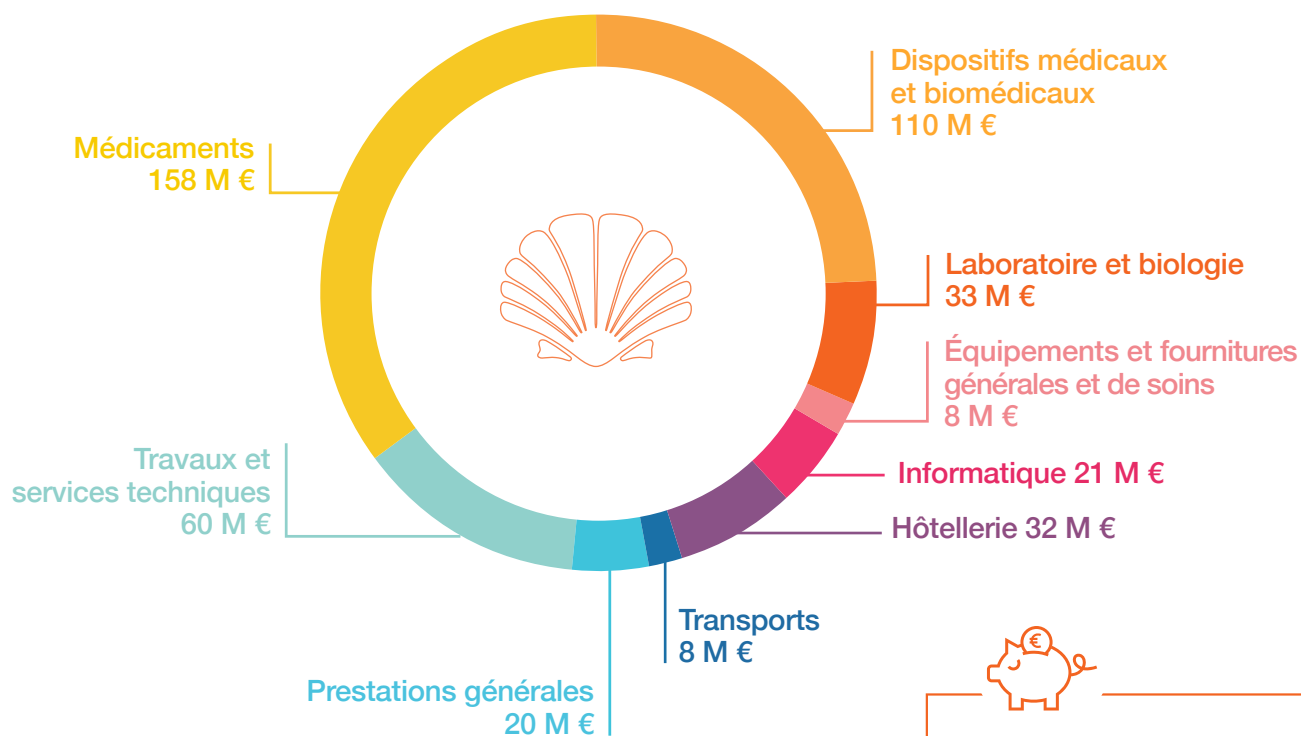 Dispositifs médicaux
et biomédicaux
110 M €
Médicaments
158 M €
Laboratoire et biologie
33 M €
Équipements et fournitures
générales et de soins
8 M €
Travaux et
services techniques
60 M €
Informatique 21 M €
Hôtellerie 32 M €
Transports
8 M €
Prestations générales
20 M €
€